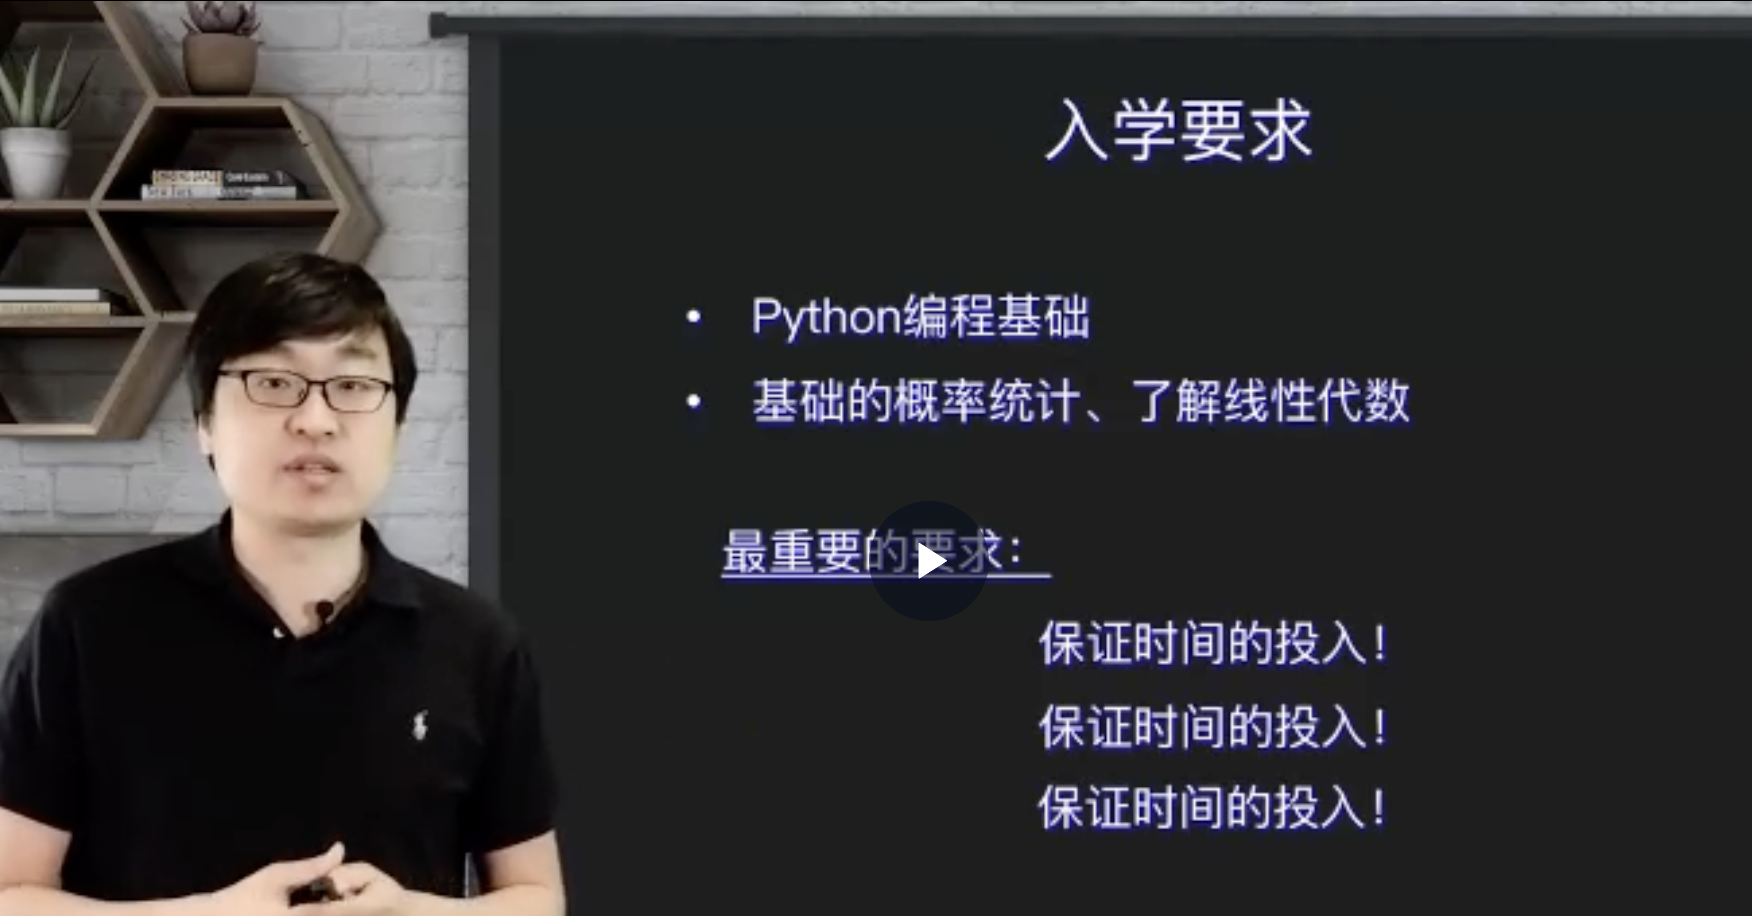 入学要求
• Python编程基础
• 基础的概率统计、了解线性代数
最重要的要求：
保证时间的投入！
保证时间的投入！
保证时间的投入！